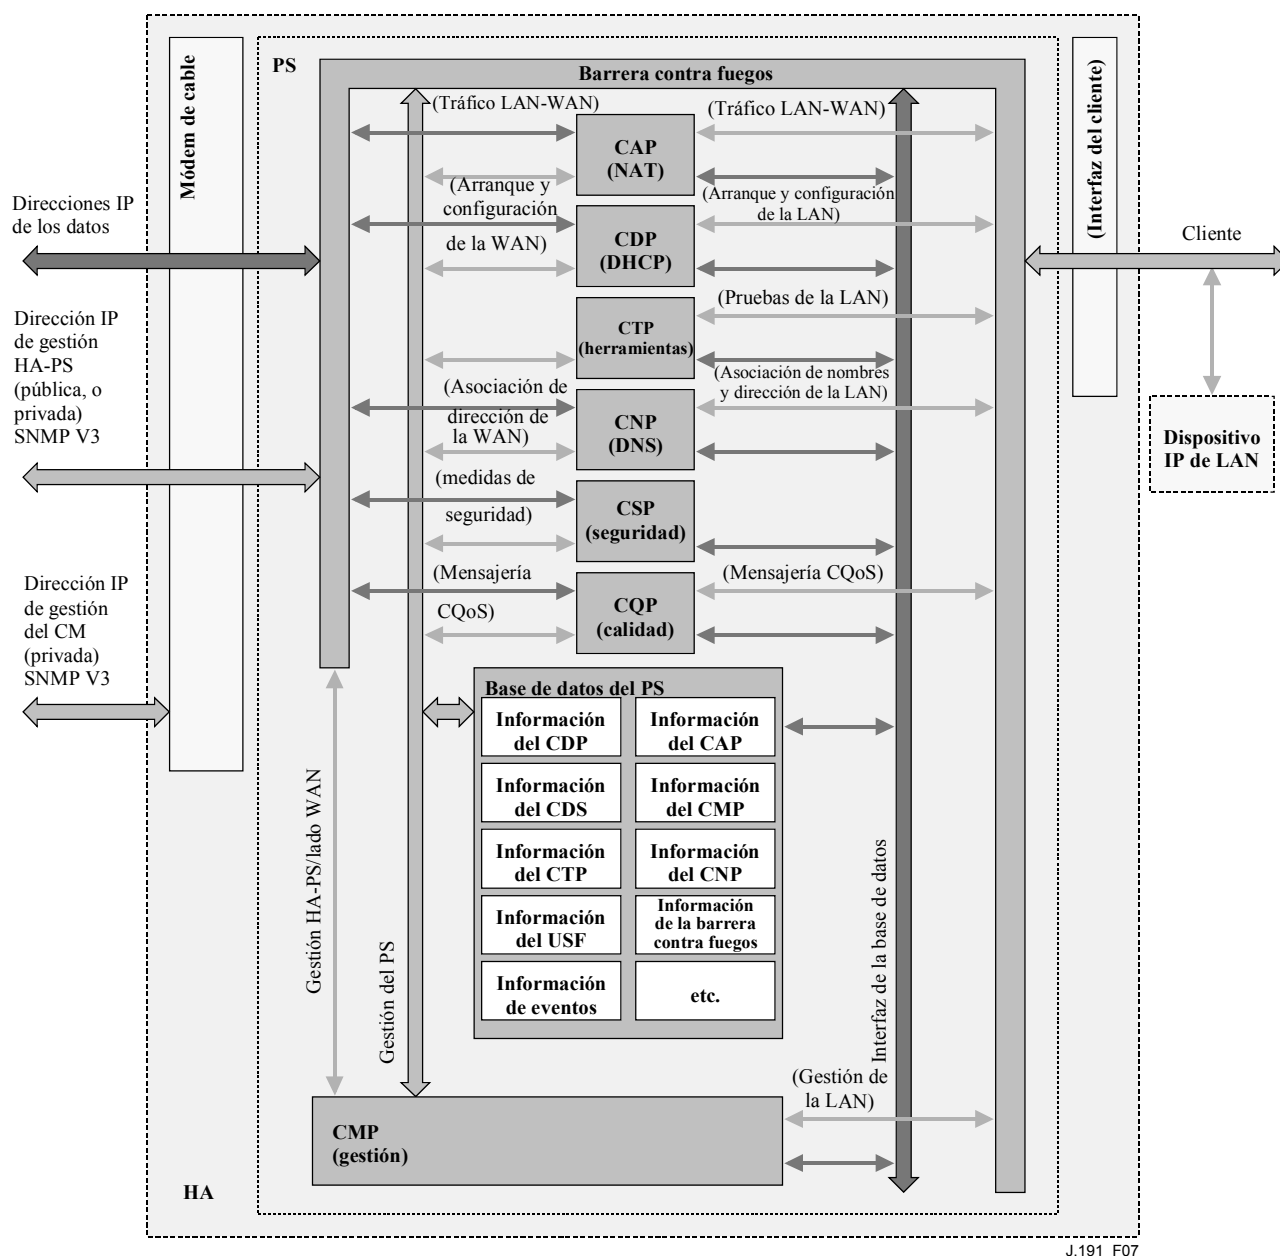 PS
Barrera contra fuegos
Módem de cable
(Interfaz del cliente)
(Tráfico LAN-WAN)
(Tráfico LAN-WAN)
CAP
(NAT)
(Arranque y
configuración
de la WAN)
(Arranque y configuración
de la LAN)
CDP
(DHCP)
Direcciones IP
de los datos
Cliente
(Pruebas de la LAN)
CTP
(herramientas)
Dirección IP
de gestión
HA-PS
(pública, o
privada)
SNMP V3
(Asociación de
dirección de
la WAN)
(Asociación de nombres
y dirección de la LAN)
CNP
(DNS)
Dispositivo
IP de LAN
(medidas de
seguridad)
CSP
(seguridad)
(Mensajería
CQoS)
(Mensajería CQoS)
CQP
(calidad)
Dirección IP
de gestión
del CM
(privada)
SNMP V3
Base de datos del PS
Información
del CDP
Información
del CAP
Información
del CDS
Información
del CMP
Información
del CTP
Información
del CNP
Información
del USF
Información
de la barrera
contra fuegos
Información
de eventos
etc.
Gestión HA-PS/lado WAN
Gestión del PS
Interfaz de la base de datos
(Gestión de
la LAN)
CMP
(gestión)
HA
J.191_F07